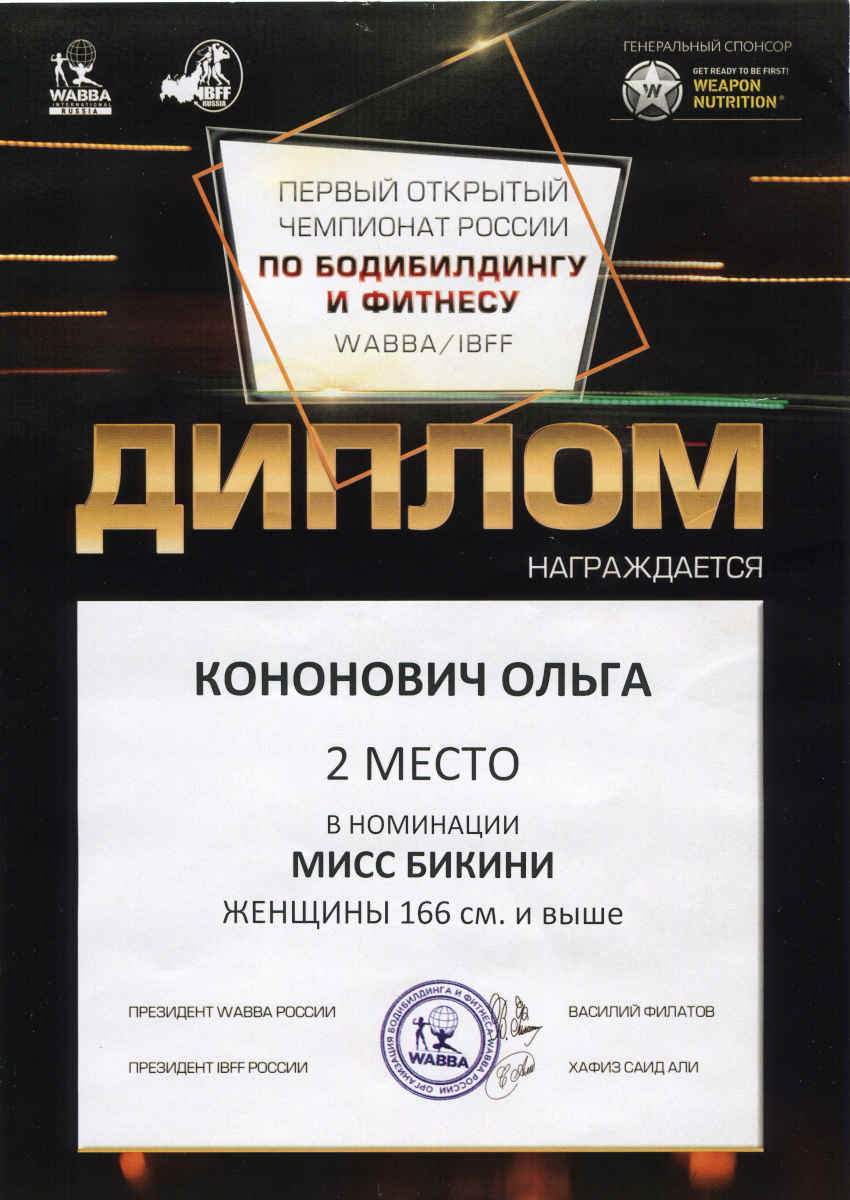 WABBA
INTERNATIONAL
RUSSIA
IBFF
RUSSIA
ГЕНЕРАЛЬНЫЙ СПОНСОР
W
GET READY TO BE FIRST!
WEAPON
NUTRITION®
ПЕРВЫЙ ОТКРЫТЫЙ
ЧЕМПИОНАТ РОССИИ
ПО БОДИБИЛДИНГУ
И ФИТНЕСУ
WABBA/IBFF
ДИПЛОМ
НАГРАЖДАЕТСЯ
КОНОНОВИЧ ОЛЬГА
2 МЕСТО
В НОМИНАЦИИ
МИСС БИКИНИ
ЖЕНЩИНЫ 166 см. и выше
ПРЕЗИДЕНТ WABBA РОССИИ
ВАСИЛИЙ ФИЛАТОВ
ОРГАНИЗАЦИЯ БОДИБИЛДИНГА И ФИТНЕСА-WABBA РОССИИ
WABBA
ПРЕЗИДЕНТ IBFF РОССИИ
ХАФИЗ САИД АЛИ